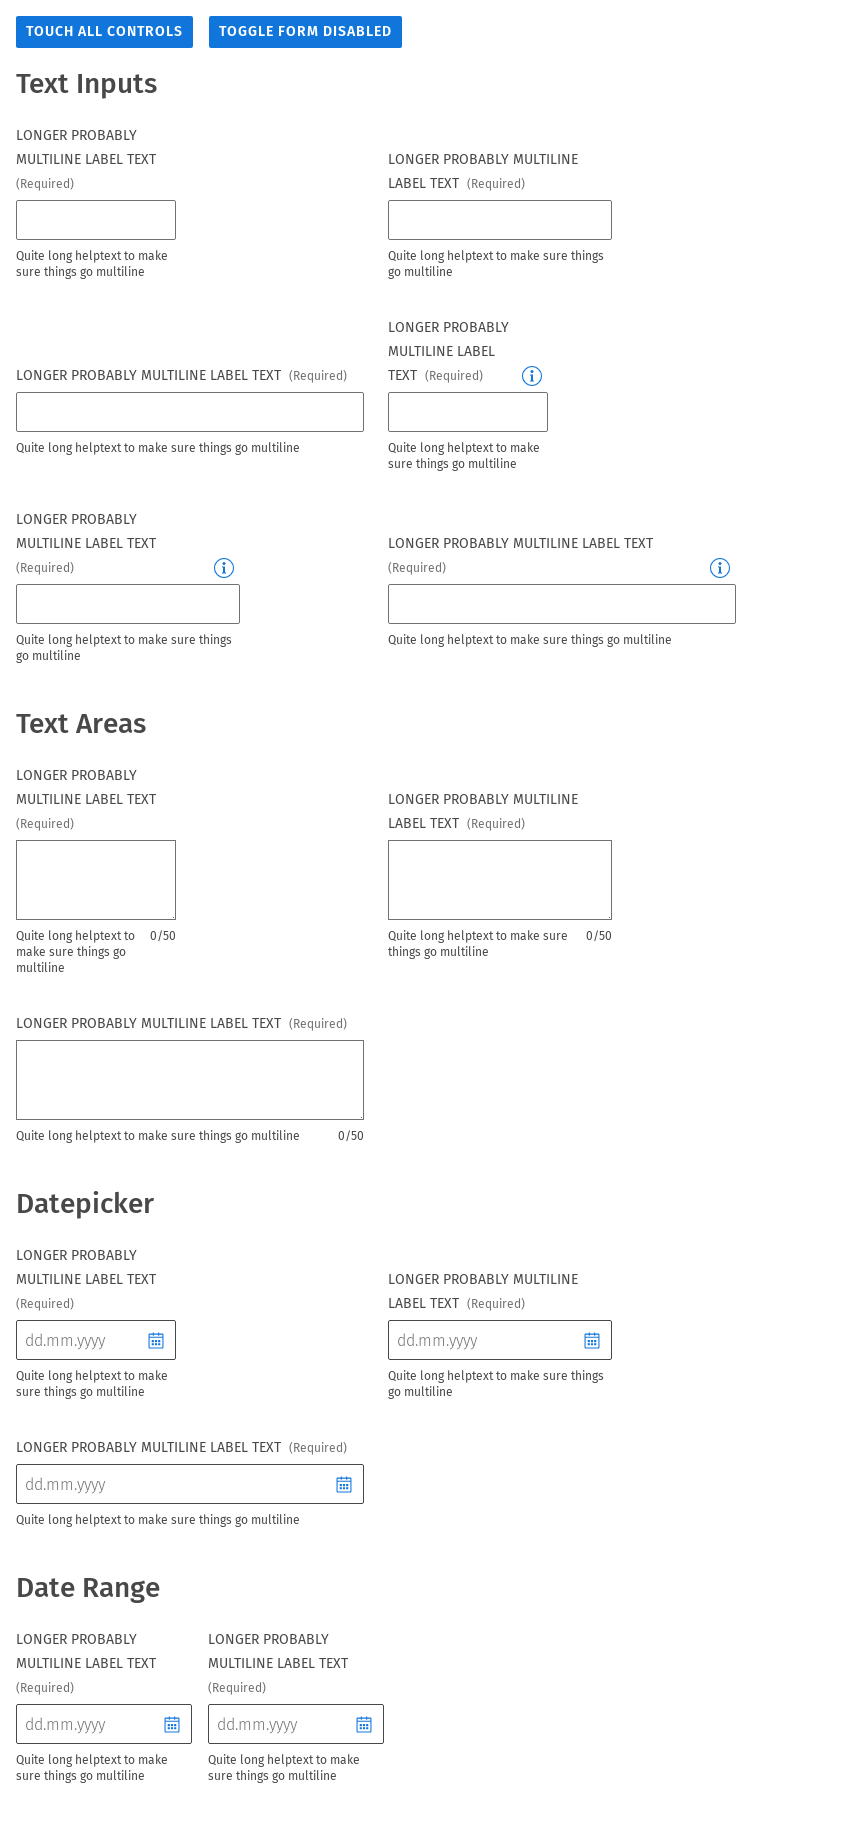 TOUCH ALL CONTROLS
TOGGLE FORM DISABLED
Text Inputs
LONGER PROBABLY
MULTILINE LABEL TEXT
(Required)
Quite long helptext to make
sure things go multiline
LONGER PROBABLY MULTILINE
LABEL TEXT (Required)
Quite long helptext to make sure things
go multiline
LONGER PROBABLY MULTILINE LABEL TEXT (Required)
Quite long helptext to make sure things go multiline
LONGER PROBABLY
MULTILINE LABEL
TEXT (Required)
Quite long helptext to make
sure things go multiline
LONGER PROBABLY
MULTILINE LABEL TEXT
(Required)
Quite long helptext to make sure things
go multiline
LONGER PROBABLY MULTILINE LABEL TEXT
(Required)
Quite long helptext to make sure things go multiline
Text Areas
LONGER PROBABLY
MULTILINE LABEL TEXT
(Required)
Quite long helptext to 0/50
make sure things go
multiline
LONGER PROBABLY MULTILINE
LABEL TEXT (Required)
Quite long helptext to make sure 0/50
things go multiline
LONGER PROBABLY MULTILINE LABEL TEXT (Required)
Quite long helptext to make sure things go multiline 0/50
Datepicker
LONGER PROBABLY
MULTILINE LABEL TEXT
(Required)
dd.mm.yyyy
Quite long helptext to make
sure things go multiline
LONGER PROBABLY MULTILINE
LABEL TEXT (Required)
dd.mm.yyyy
Quite long helptext to make sure things
go multiline
LONGER PROBABLY MULTILINE LABEL TEXT (Required)
dd.mm.yyyy
Quite long helptext to make sure things go multiline
Date Range
LONGER PROBABLY
MULTILINE LABEL TEXT
(Required)
dd.mm.yyyy
Quite long helptext to make
sure things go multiline
LONGER PROBABLY
MULTILINE LABEL TEXT
(Required)
dd.mm.yyyy
Quite long helptext to make
sure things go multiline